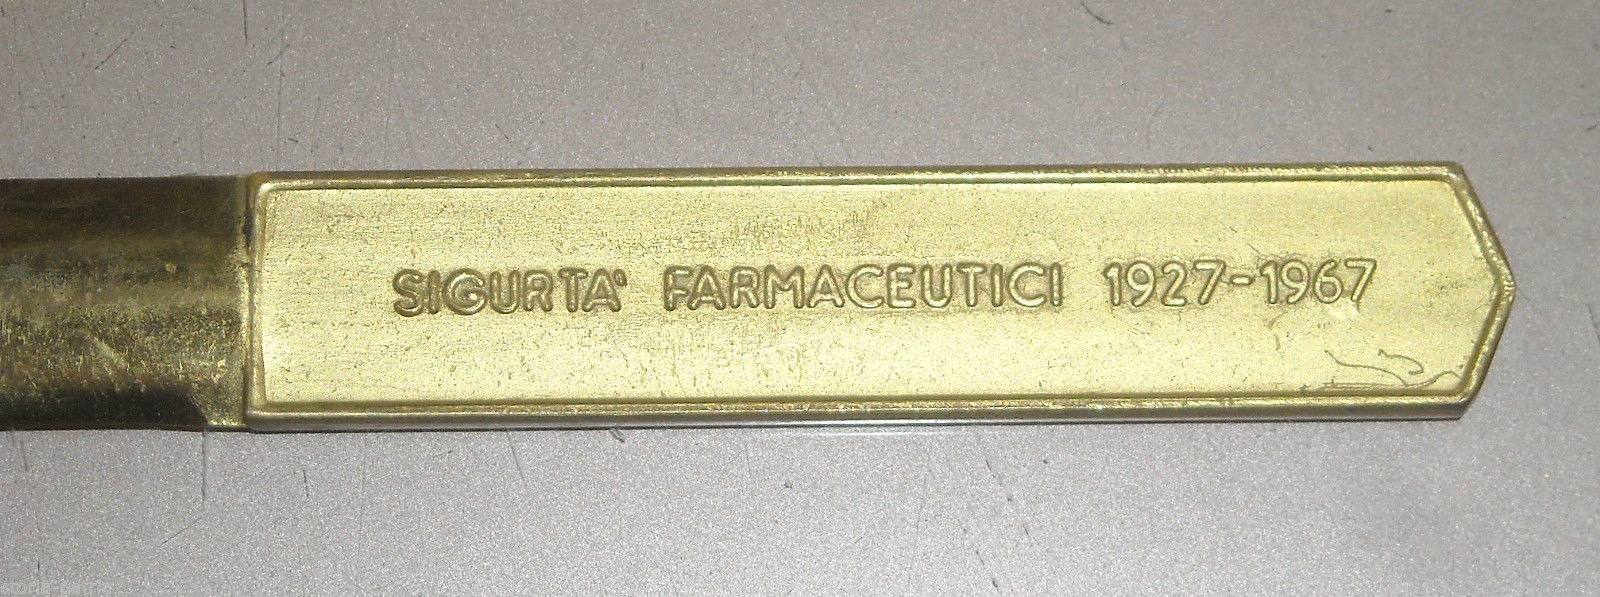 SIGURTA' FARMACEUTICI 1927-1967